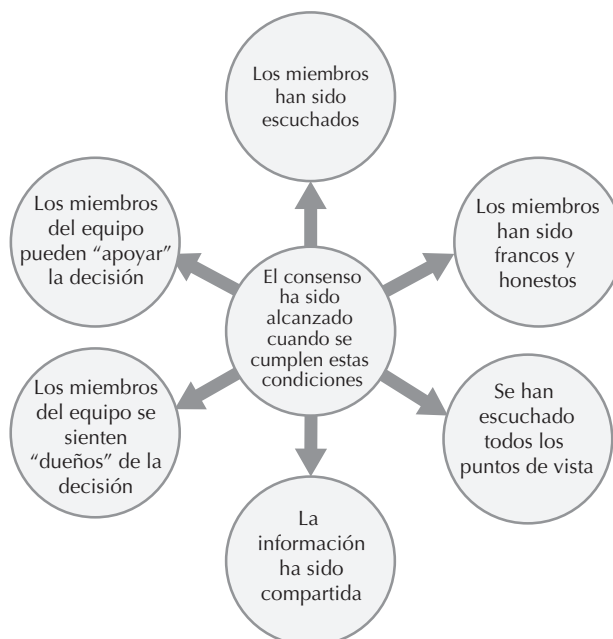 Los miembros
han sido
escuchados
Los miembros
del equipo
pueden “apoyar”
la decisión
Los miembros
han sido
francos y
honestos
El consenso
ha sido
alcanzado
cuando se
cumplen estas
condiciones
Los miembros
del equipo se
sienten
“dueños” de la
decisión
Se han
escuchado
todos los
puntos de vista
La
información
ha sido
compartida